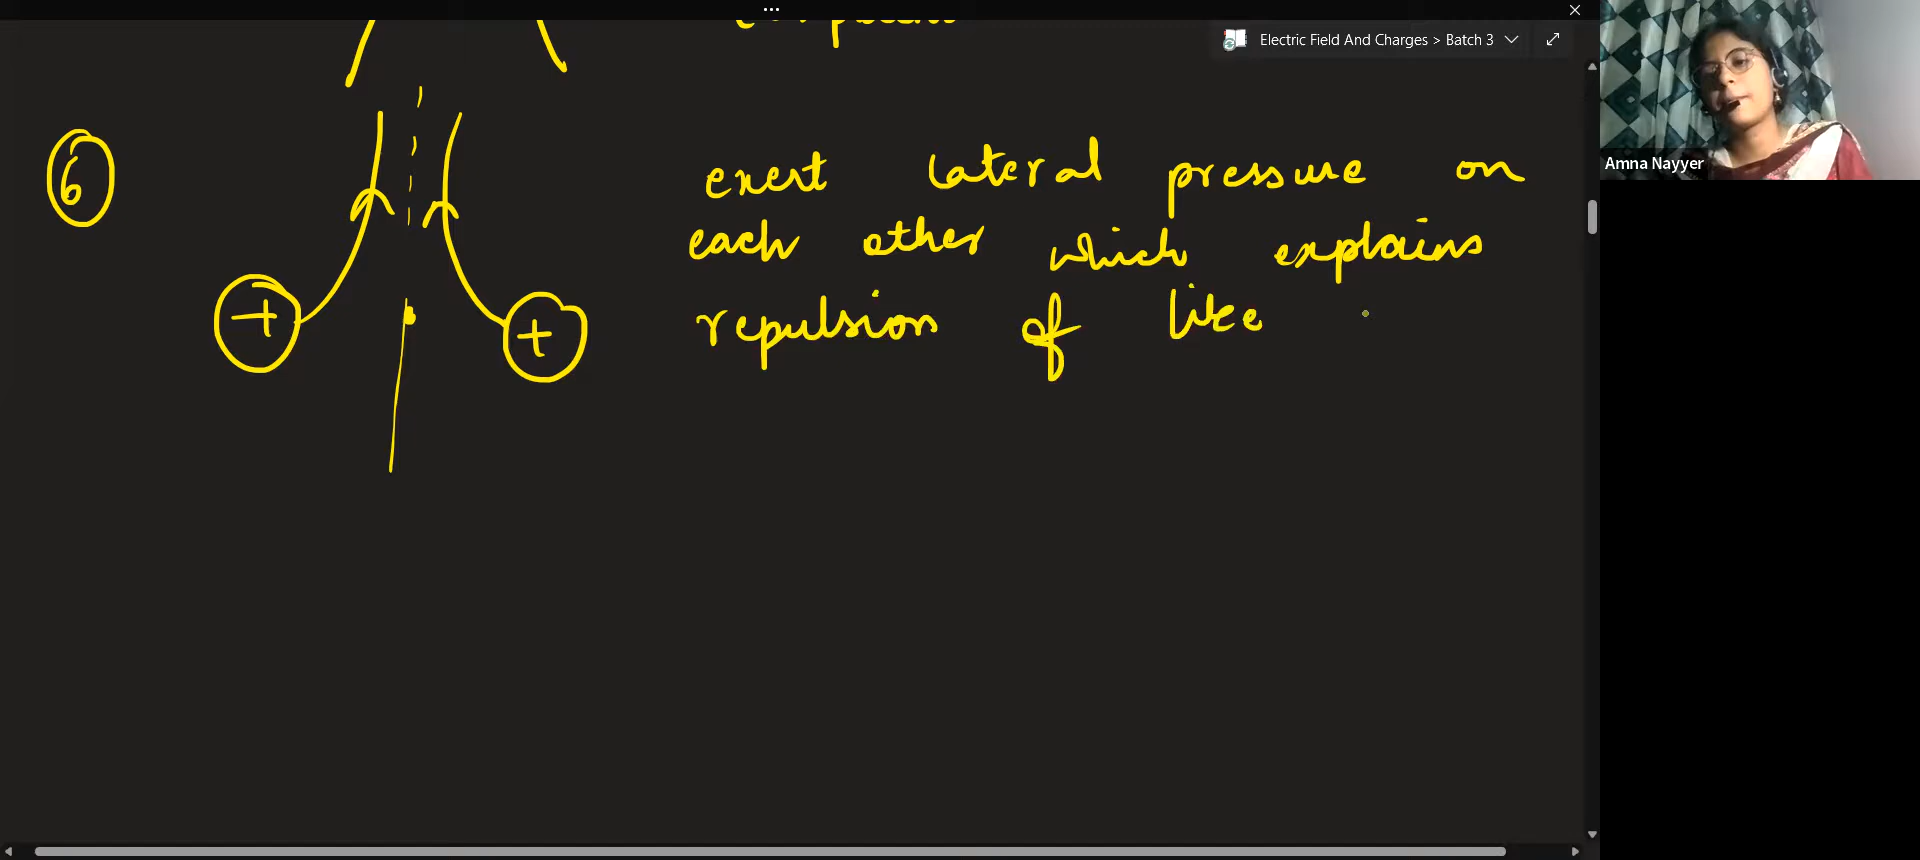 Electric Field And Charges > Batch 3
Amna Nayyer
6
exert lateral pressure on
each other which explains
repulsion of like
+ +